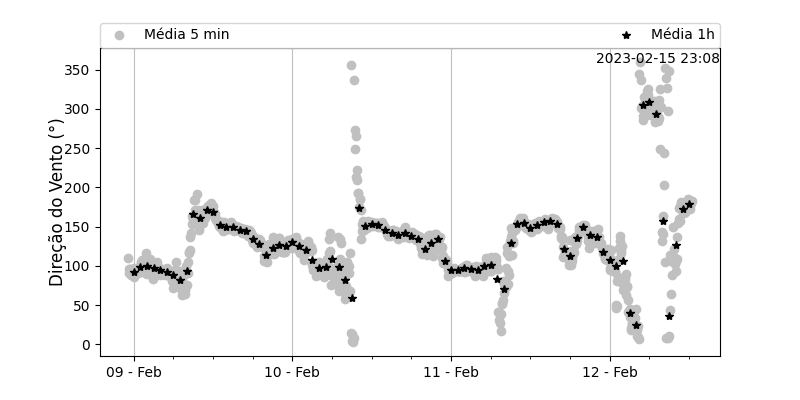 Média 5 min
Média 1h
2023-02-15 23:08
Direção do Vento (°)
350
300
250
200
150
100
50
0
09 - Feb
10 - Feb
11 - Feb
12 - Feb